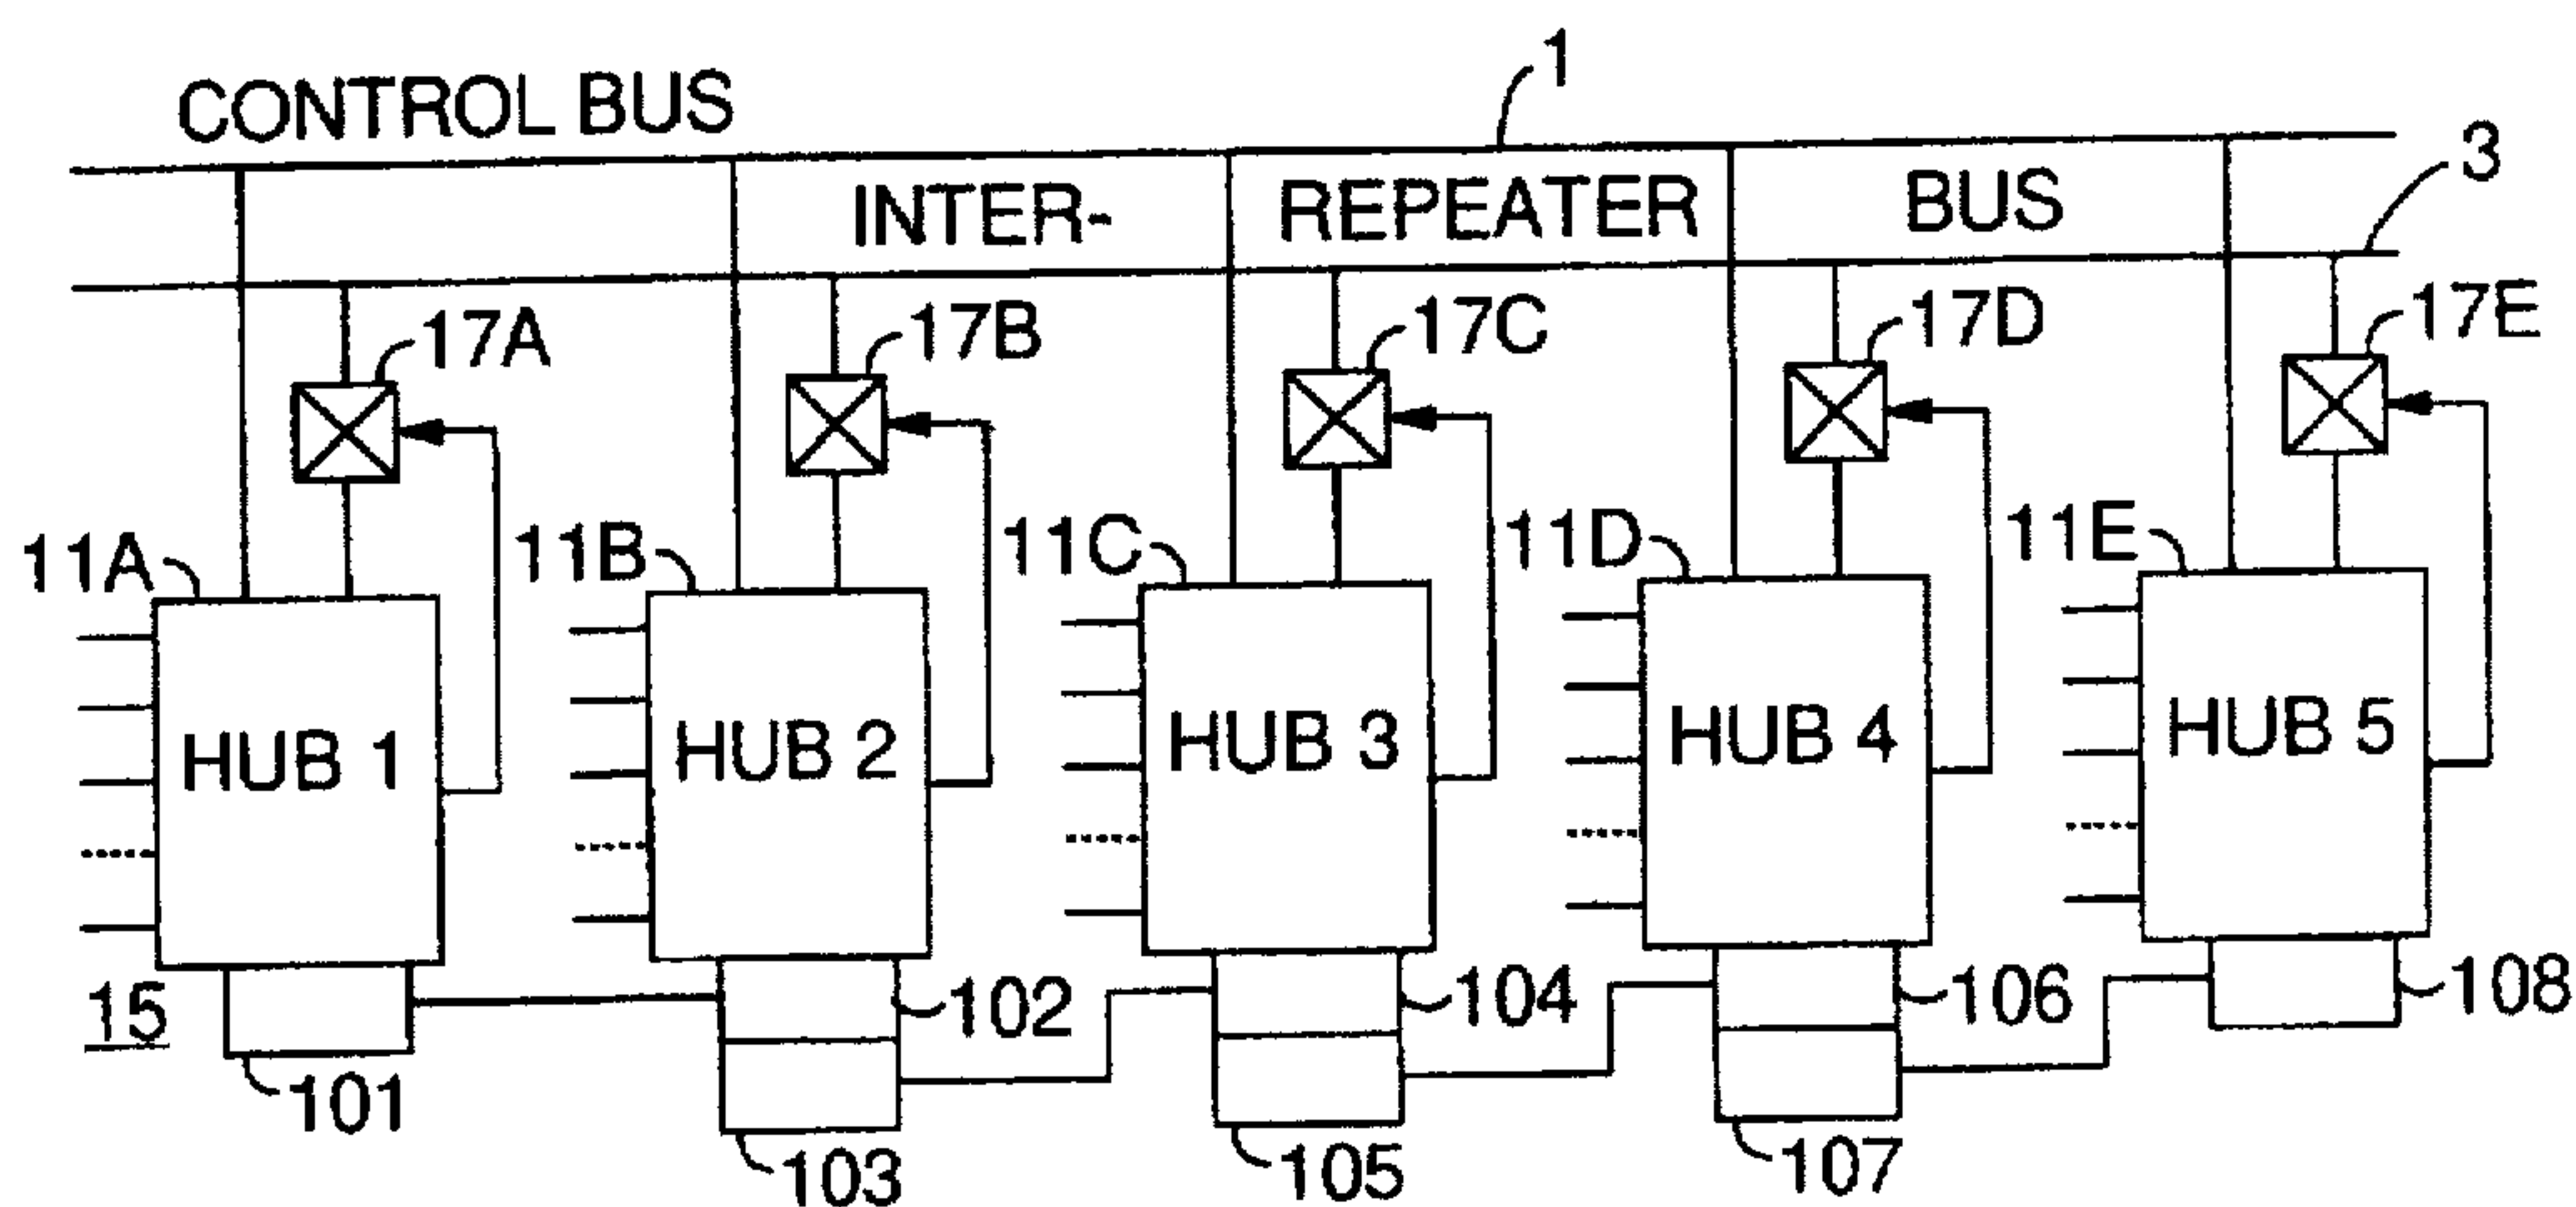 1
CONTROL BUS
3
INTER- REPEATER BUS
17A 17B 17C 17D 17E
11A 11B 11C 11D 11E
HUB 1 HUB 2 HUB 3 HUB 4 HUB 5
15 102 104 106 108
101 103 105 107